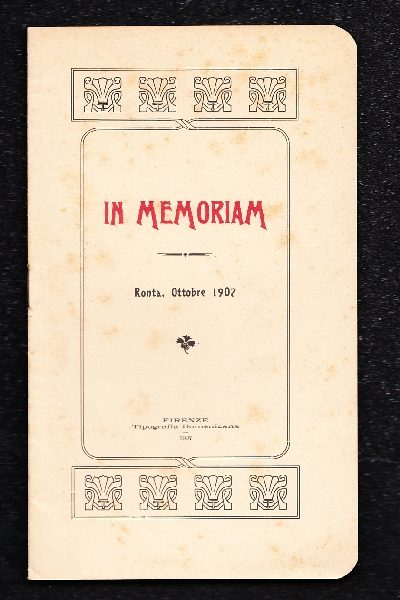 IN MEMORIAM
Ronta, Ottobre 1907
FIRENZE
Tipografia Domenicana
1907